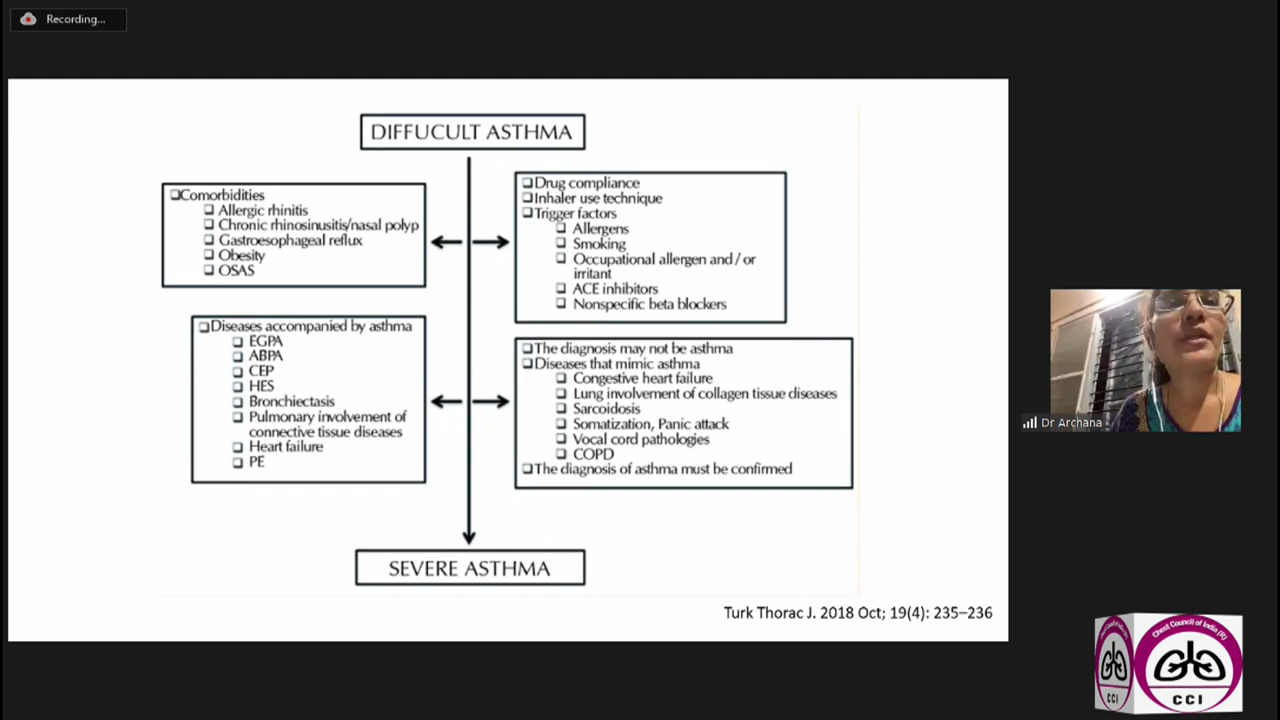 Recording...
DIFFUCULT ASTHMA
❑Comorbidities
❑ Allergic rhinitis
❑ Chronic rhinosinusitis/nasal polyp
❑ Gastroesophageal reflux
❑ Obesity
❑ OSAS
❑Drug compliance
❑Inhaler use technique
❑Trigger factors
❑ Allergens
❑ Smoking
❑ Occupational allergen and/or
irritant
❑ ACE inhibitors
❑ Nonspecific beta blockers
❑Diseases accompanied by asthma
❑ EGPA
❑ ABPA
❑ CEP
❑ HES
❑ Bronchiectasis
❑ Pulmonary involvement of
connective tissue diseases
❑ Heart failure
❑ PE
❑The diagnosis may not be asthma
❑Diseases that mimic asthma
❑ Congestive heart failure
❑ Lung involvement of collagen tissue diseases
❑ Sarcoidosis
❑ Somatization, Panic attack
❑ Vocal cord pathologies
❑ COPD
❑The diagnosis of asthma must be confirmed
SEVERE ASTHMA
Turk Thorac J. 2018 Oct; 19(4): 235–236
Dr Archana
Chest Council of India (R)
CCI
CCI